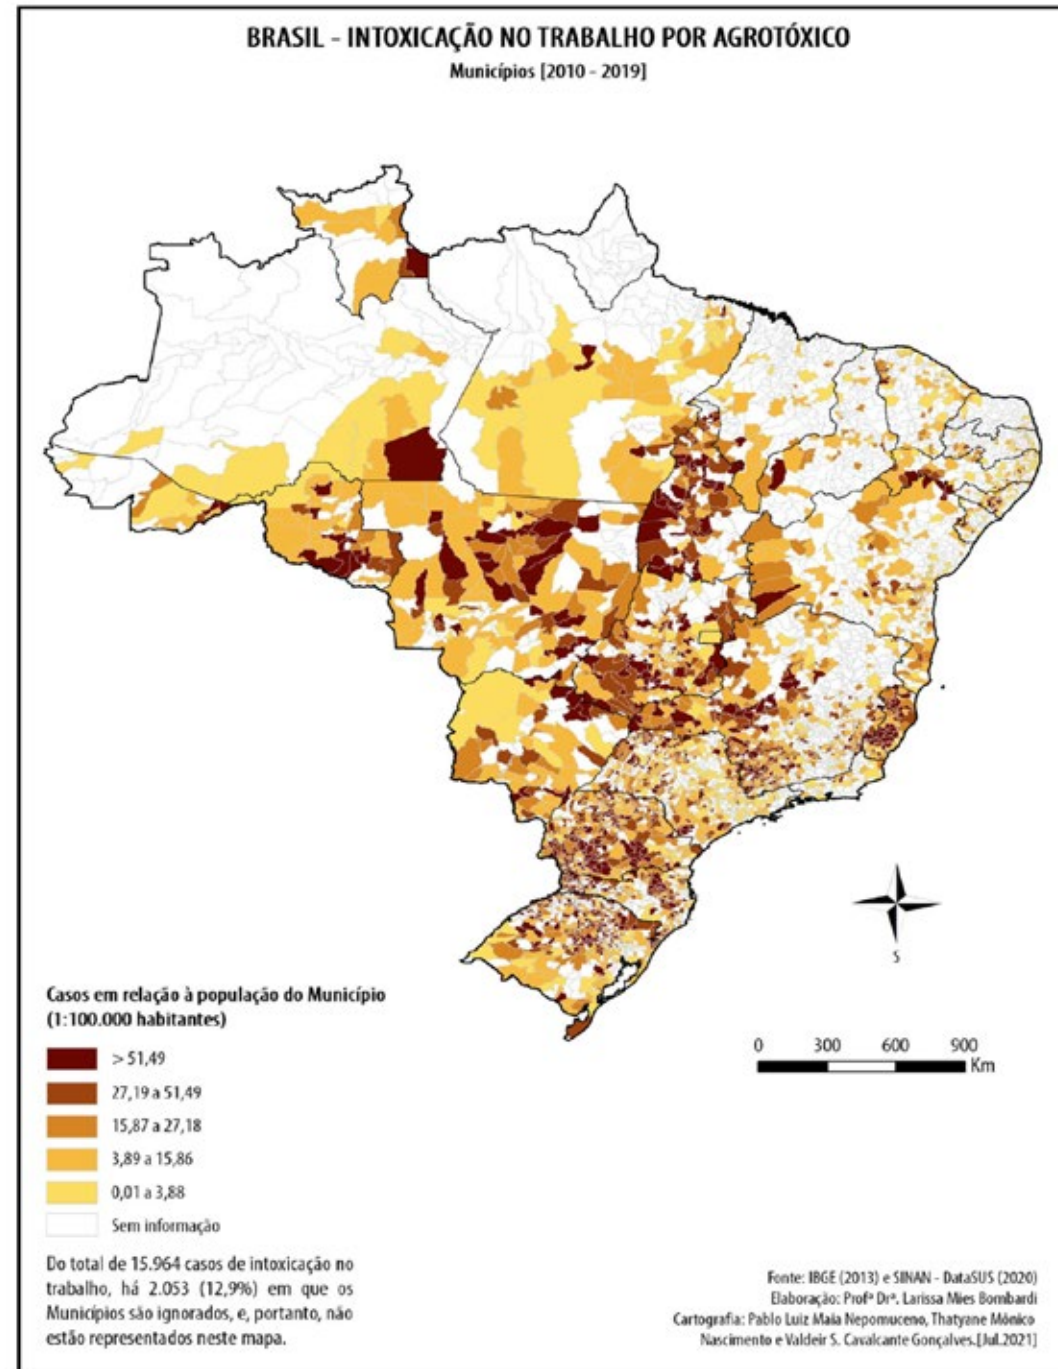 BRASIL - INTOXICAÇÃO NO TRABALHO POR AGROTÓXICO
Municípios [2010 - 2019]
S
Casos em relação à população do Município
(1:100.000 habitantes)
> 51,49
27,19 a 51,49
15,87 a 27,18
3,89 a 15,86
0,01 a 3,88
Sem informação
0 300 600 900
Km
Do total de 15.964 casos de intoxicação no
trabalho, há 2.053 (12,9%) em que os
Municípios são ignorados, e, portanto, não
estão representados neste mapa.
Fonte: IBGE (2013) e SINAN - DataSUS (2020)
Elaboração: Profª Drª. Larissa Mies Bombardi
Cartografia: Pablo Luiz Maia Nepomuceno, Thatyane Mônico
Nascimento e Valdeir S. Cavalcante Gonçalves.[Jul.2021]